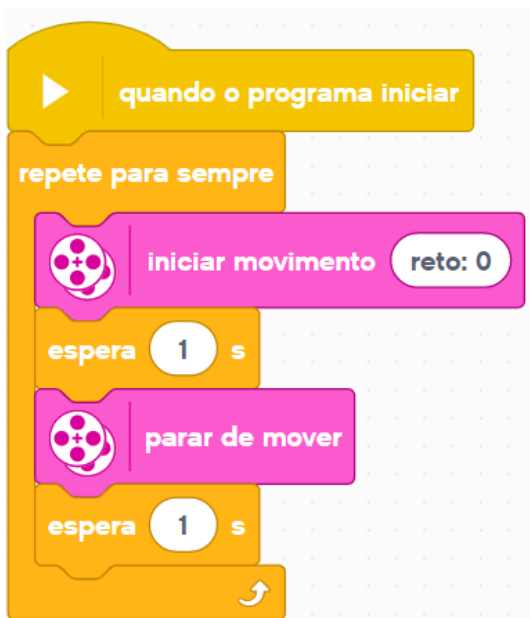 quando o programa iniciar
repete para sempre
iniciar movimento reto: 0
espera 1 s
parar de mover
espera 1 s